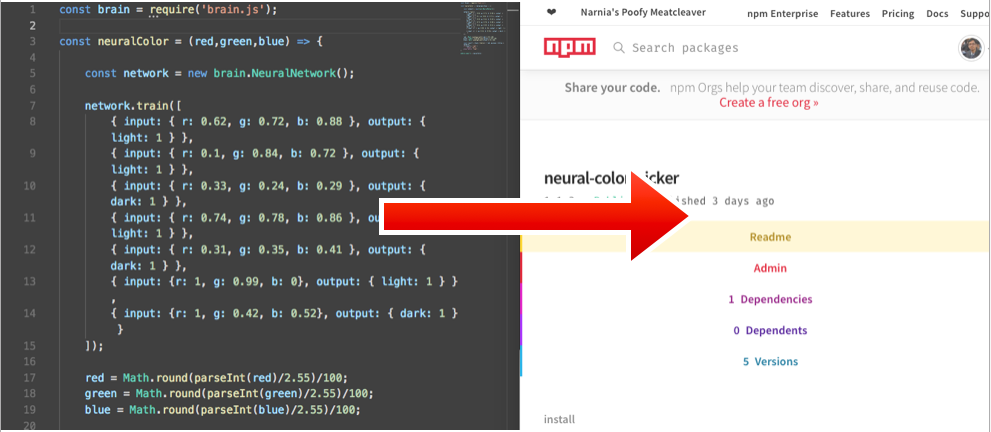 1 const brain = require('brain.js');
2
3 const neuralColor = (red,green,blue) => {
4
5 const network = new brain.NeuralNetwork();
6
7 network.train([
8 { input: { r: 0.62, g: 0.72, b: 0.88 }, output: {
light: 1 } },
9 { input: { r: 0.1, g: 0.84, b: 0.72 }, output: {
light: 1 } },
10 { input: { r: 0.33, g: 0.24, b: 0.29 }, output: {
dark: 1 } },
11 { input: { r: 0.74, g: 0.78, b: 0.86 },
light: 1 } },
12 { input: { r: 0.31, g: 0.35, b: 0.41 }, output: {
dark: 1 } },
13 { input: {r: 1, g: 0.99, b: 0}, output: { light: 1 } }
,
14 { input: {r: 1, g: 0.42, b: 0.52}, output: { dark: 1 }
}
15 ]);
16
17 red = Math.round(parseInt(red)/2.55)/100;
18 green = Math.round(parseInt(green)/2.55)/100;
19 blue = Math.round(parseInt(blue)/2.55)/100;
20
❤ Narnia's Poofy Meatcleaver npm Enterprise Features Pricing Docs Suppo
npm Search packages
Share your code. npm Orgs help your team discover, share, and reuse code.
Create a free org »
neural-colo icker
ished 3 days ago
Readme
Admin
1 Dependencies
0 Dependents
5 Versions
install